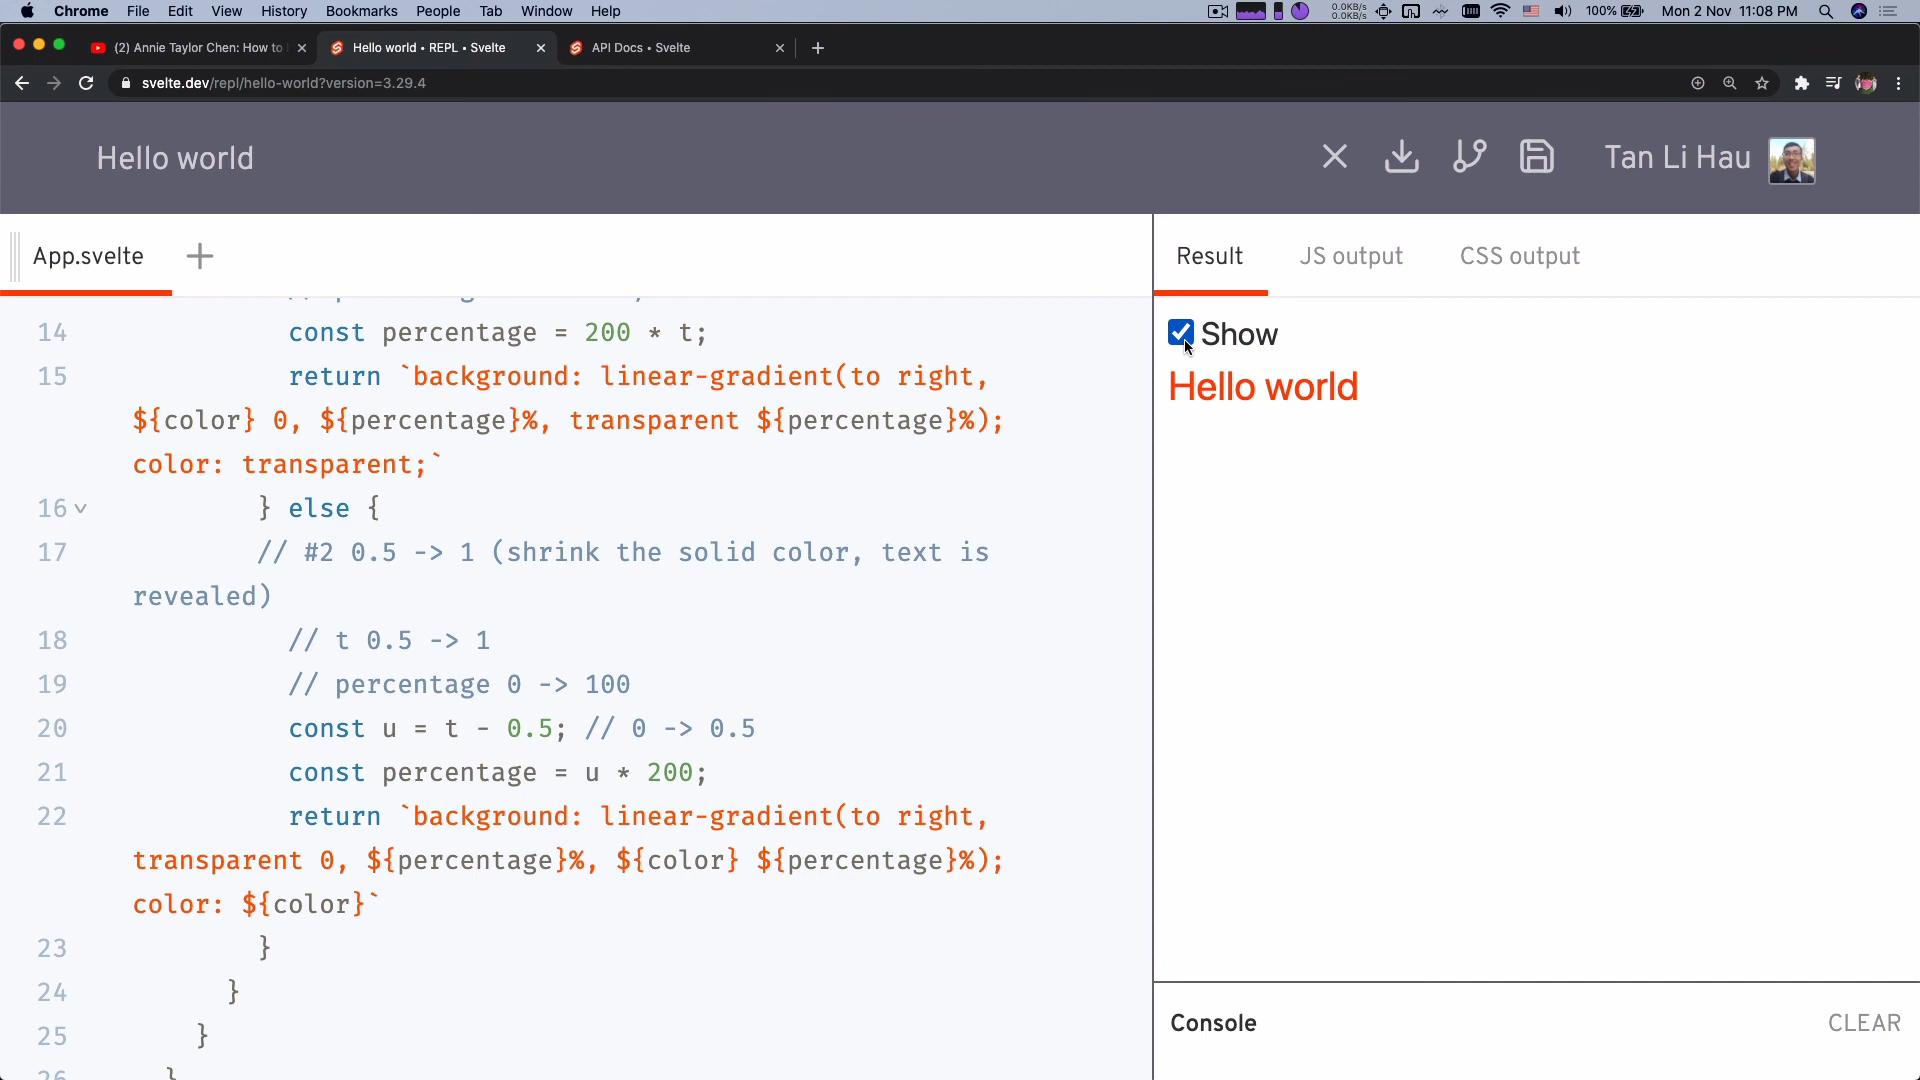 Chrome File Edit View History Bookmarks People Tab Window Help
0.0KB/s
0.0KB/s
100% Mon 2 Nov 11:08 PM
(2) Annie Taylor Chen: How to
Hello world • REPL • Svelte
API Docs • Svelte
svelte.dev/repl/hello-world?version=3.29.4
Hello world
Tan Li Hau
App.svelte
14 const percentage = 200 * t;
15 return `background: linear-gradient(to right,
${color} 0, ${percentage}%, transparent ${percentage}%);
color: transparent;`
16 } else {
17 // #2 0.5 -> 1 (shrink the solid color, text is
revealed)
18 // t 0.5 -> 1
19 // percentage 0 -> 100
20 const u = t - 0.5; // 0 -> 0.5
21 const percentage = u * 200;
22 return `background: linear-gradient(to right,
transparent 0, ${percentage}%, ${color} ${percentage}%);
color: ${color}`
23 }
24 }
25 }
26 }
Result JS output CSS output
Show
Hello world
Console
CLEAR